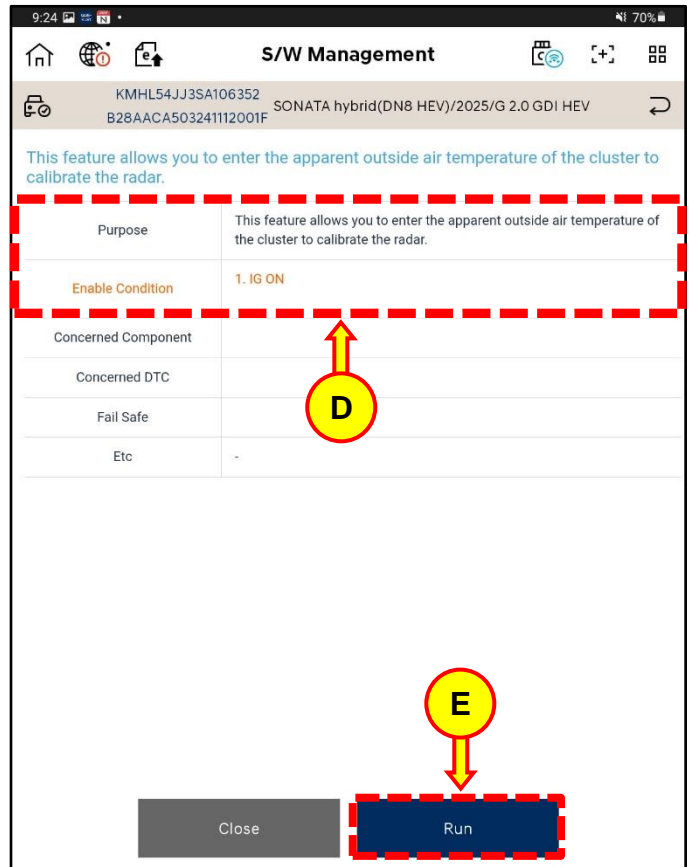 9:24
70%
S/W Management
KMHL54JJ3SA106352
B28AACA503241112001F
SONATA hybrid(DN8 HEV)/2025/G 2.0 GDI HEV
This feature allows you to enter the apparent outside air temperature of the cluster to
calibrate the radar.
Purpose
This feature allows you to enter the apparent outside air temperature of
the cluster to calibrate the radar.
Enable Condition
1. IG ON
Concerned Component
Concerned DTC
D
Fail Safe
Etc
-
E
Close
Run